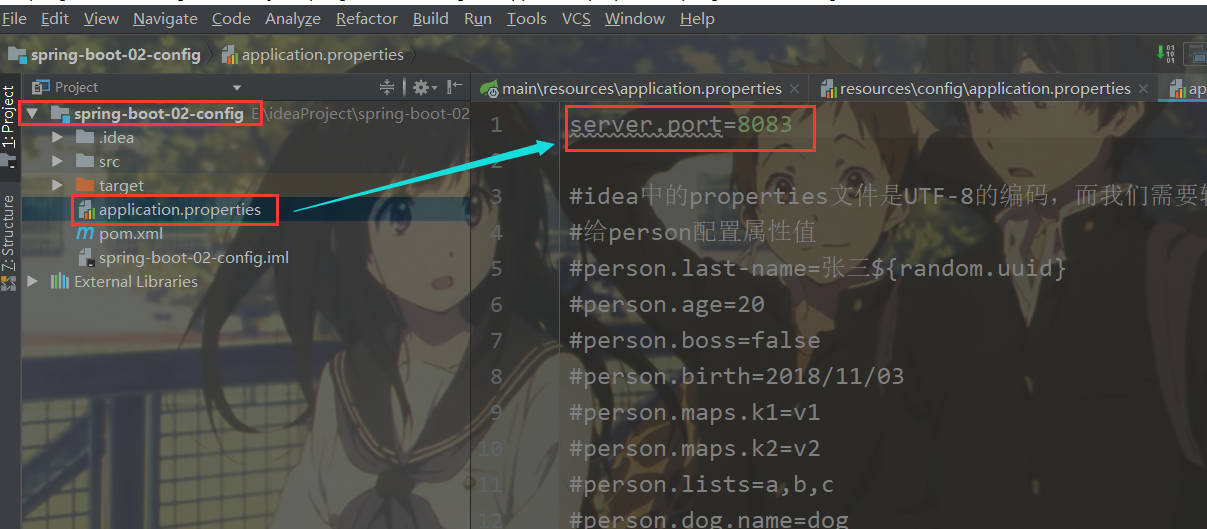 File Edit View Navigate Code Analyze Refactor Build Run Tools VCS Window Help
spring-boot-02-config application.properties
Project
main\resources\application.properties
resources\config\application.properties
ap
1: Project
7: Structure
spring-boot-02-config E:\ideaProject\spring-boot-02
.idea
src
target
application.properties
pom.xml
spring-boot-02-config.iml
External Libraries
1 server.port=8083
2
3 #idea中的properties文件是UTF-8的编码，而我们需要
4 #给person配置属性值
5 #person.last-name=张三${random.uuid}
6 #person.age=20
7 #person.boss=false
8 #person.birth=2018/11/03
9 #person.maps.k1=v1
10 #person.maps.k2=v2
11 #person.lists=a,b,c
12 #person.dog.name=dog